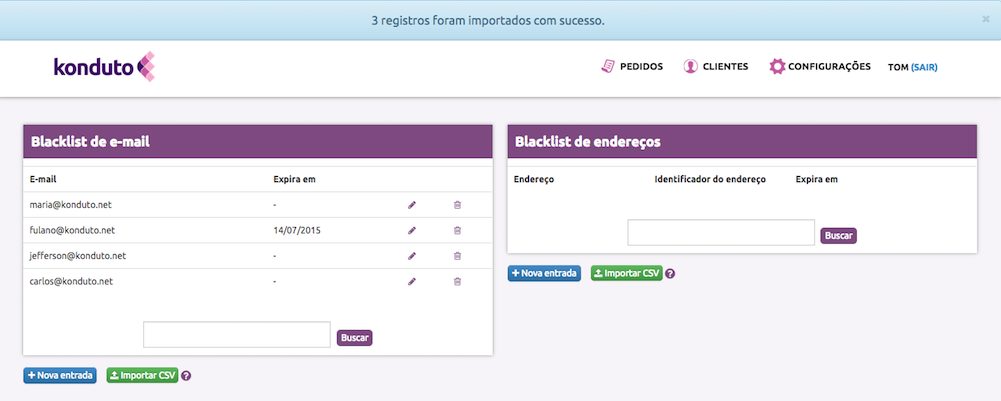 3 registros foram importados com sucesso. ×
konduto
PEDIDOS CLIENTES CONFIGURAÇÕES TOM (SAIR)
Blacklist de e-mail
E-mail Expira em
maria@konduto.net -
fulano@konduto.net 14/07/2015
jefferson@konduto.net -
carlos@konduto.net -
Buscar
+ Nova entrada Importar CSV ?
Blacklist de endereços
Endereço Identificador do endereço Expira em
Buscar
+ Nova entrada Importar CSV ?